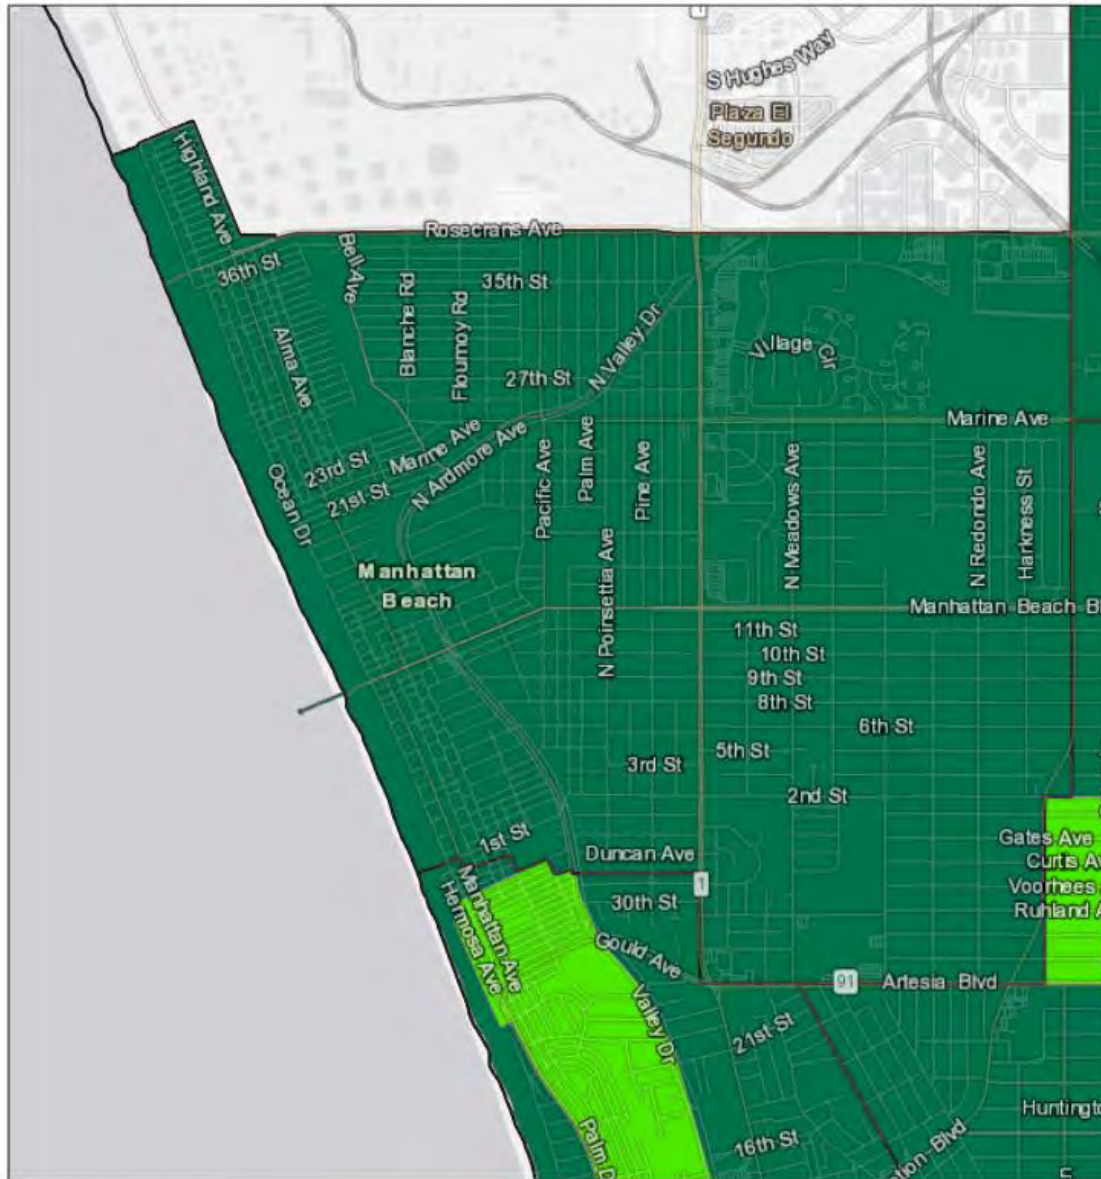 S Hughes Way
Plaza El
Segundo
Highland Ave
Rosecrans Ave
36th St
Bell Ave
Blanche Rd
Flournoy Rd
35th St
N Valley Dr
Village Cir
Alma Ave
27th St
Marine Ave
23rd St
Marine Ave
21st St
N Ardmore Ave
Ocean Dr
Pacific Ave
Palm Ave
Pine Ave
N Poinsettia Ave
N Meadows Ave
N Redondo Ave
Harkness St
Manhattan
Beach
Manhattan Beach B
11th St
10th St
9th St
8th St
6th St
5th St
3rd St
2nd St
1st St
Duncan Ave
Gates Ave
Curtis Av
Voorhees
Ruhland A
1
30th St
Manhattan Ave
Hermosa Ave
Gould Ave
91
Artesia Blvd
Valley Dr
21st St
Huntingto
16th St
Palm D
ation Blvd